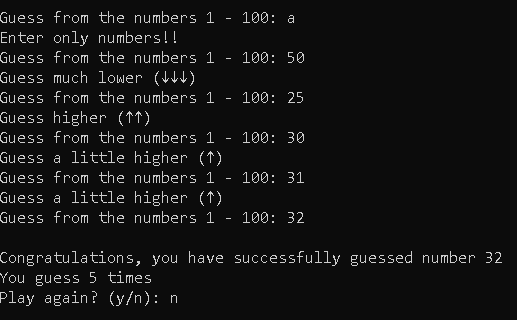 Guess from the numbers 1 - 100: a
Enter only numbers!!
Guess from the numbers 1 - 100: 50
Guess much lower (↓↓↓)
Guess from the numbers 1 - 100: 25
Guess higher (↑↑)
Guess from the numbers 1 - 100: 30
Guess a little higher (↑)
Guess from the numbers 1 - 100: 31
Guess a little higher (↑)
Guess from the numbers 1 - 100: 32
Congratulations, you have successfully guessed number 32
You guess 5 times
Play again? (y/n): n